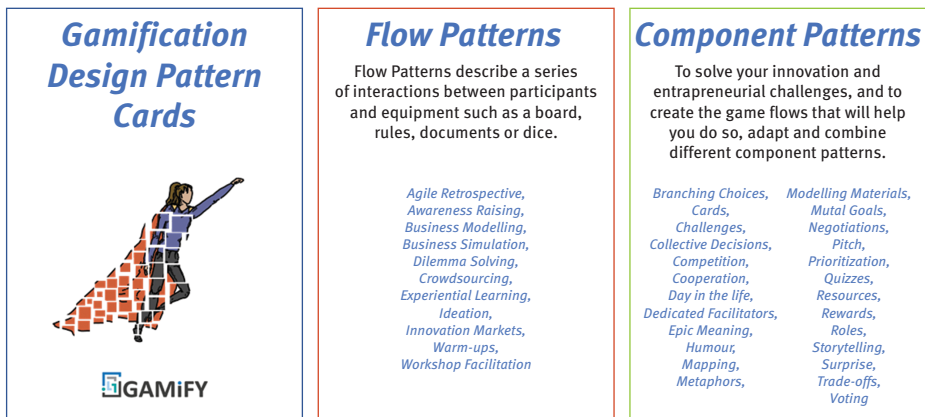 Gamification
Design Pattern
Cards
GAMiFY
Flow Patterns
Flow Patterns describe a series
of interactions between participants
and equipment such as a board,
rules, documents or dice.
Agile Retrospective,
Awareness Raising,
Business Modelling,
Business Simulation,
Dilemma Solving,
Crowdsourcing,
Experiential Learning,
Ideation,
Innovation Markets,
Warm-ups,
Workshop Facilitation
Component Patterns
To solve your innovation and
entrapreneurial challenges, and to
create the game flows that will help
you do so, adapt and combine
different component patterns.
Branching Choices,
Cards,
Challenges,
Collective Decisions,
Competition,
Cooperation,
Day in the life,
Dedicated Facilitators,
Epic Meaning,
Humour,
Mapping,
Metaphors,
Modelling Materials,
Mutal Goals,
Negotiations,
Pitch,
Prioritization,
Quizzes,
Resources,
Rewards,
Roles,
Storytelling,
Surprise,
Trade-offs,
Voting